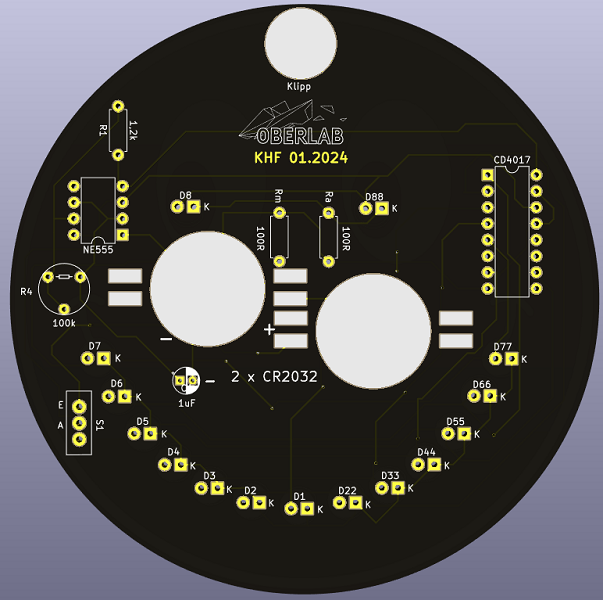 Klipp
OBERLAB
KHF 01.2024
R1
1.2k
CD4017
NE555
D8
K
Rm
100R
Ra
100R
D88
K
R4
100k
-
+
2 x CR2032
-
1uF
D7
K
D77
K
D6
K
D66
K
E
A
S1
D5
K
D55
K
D4
K
D44
K
D3
K
D33
K
D2
K
D22
K
D1
K